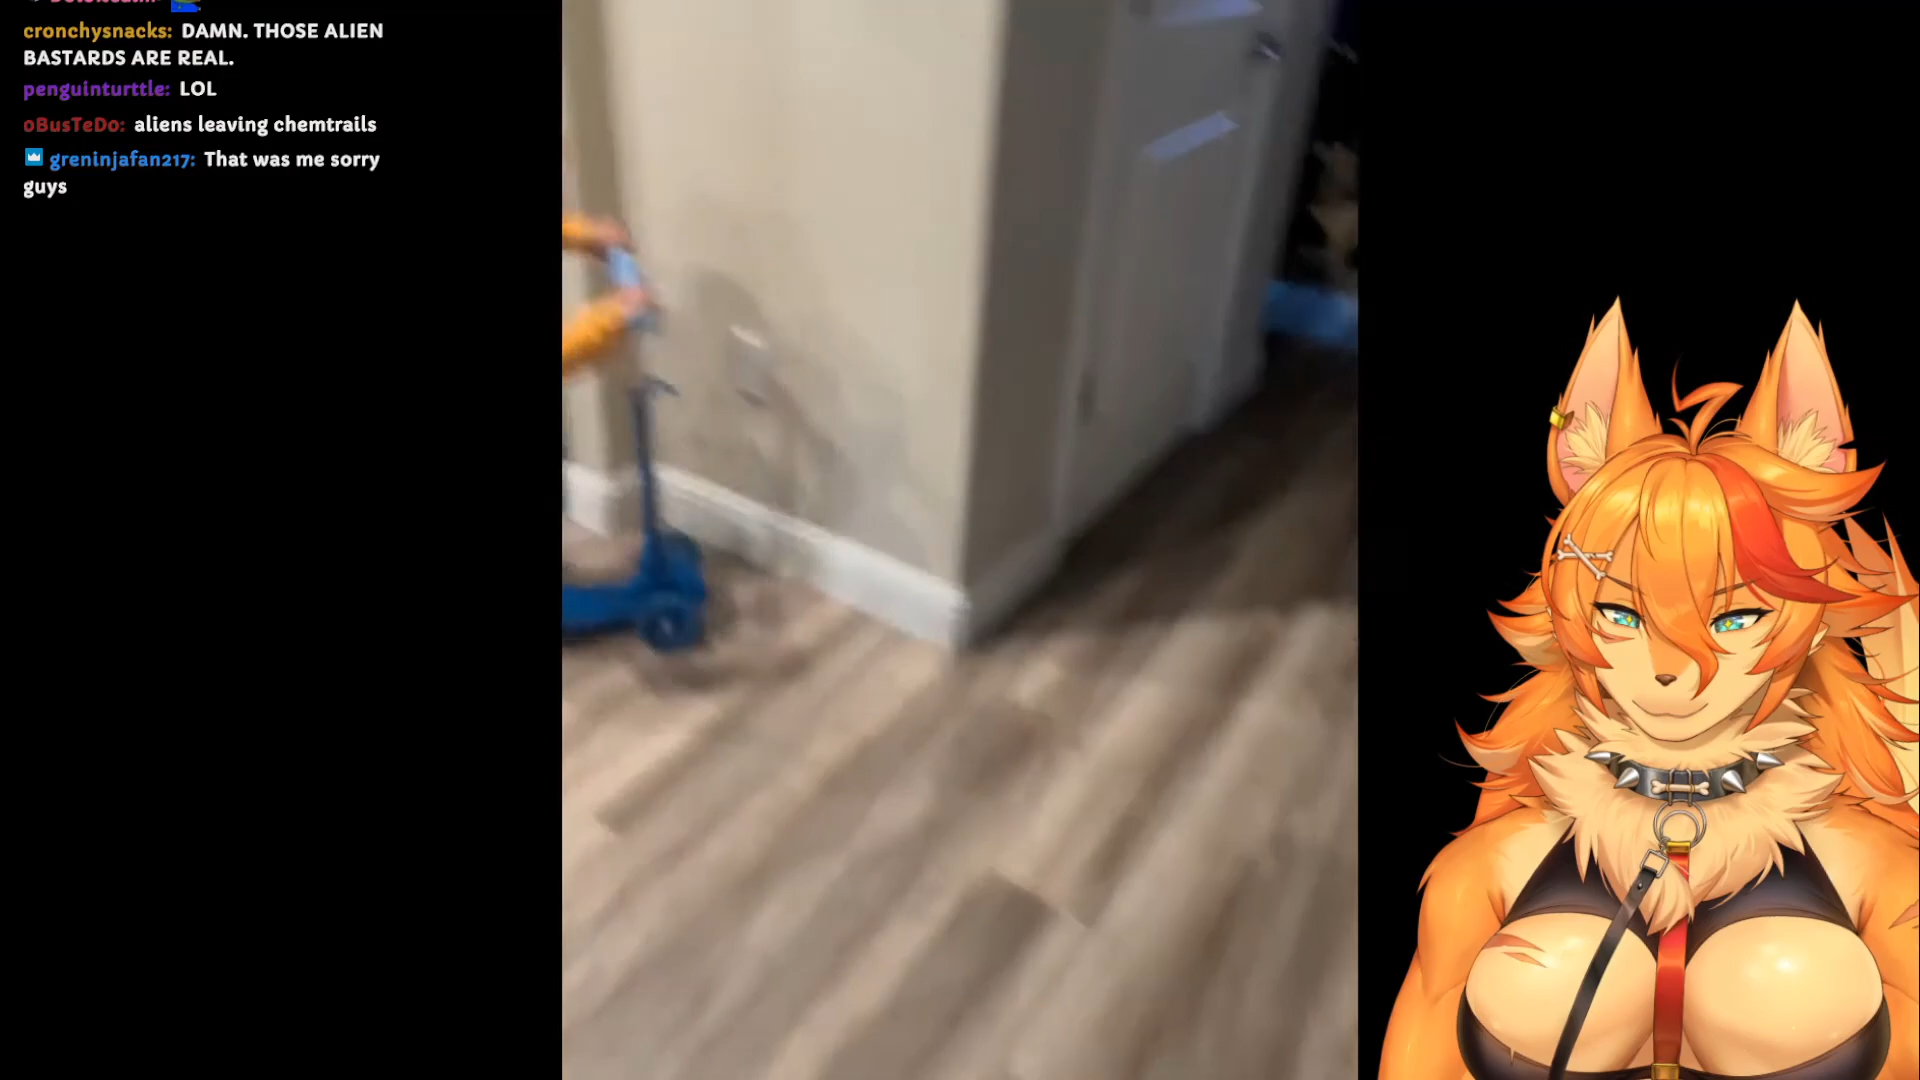 cronchysnacks: DAMN. THOSE ALIEN
BASTARDS ARE REAL.
penguinturttle: LOL
oBusTeDo: aliens leaving chemtrails
greninjafan217: That was me sorry
guys